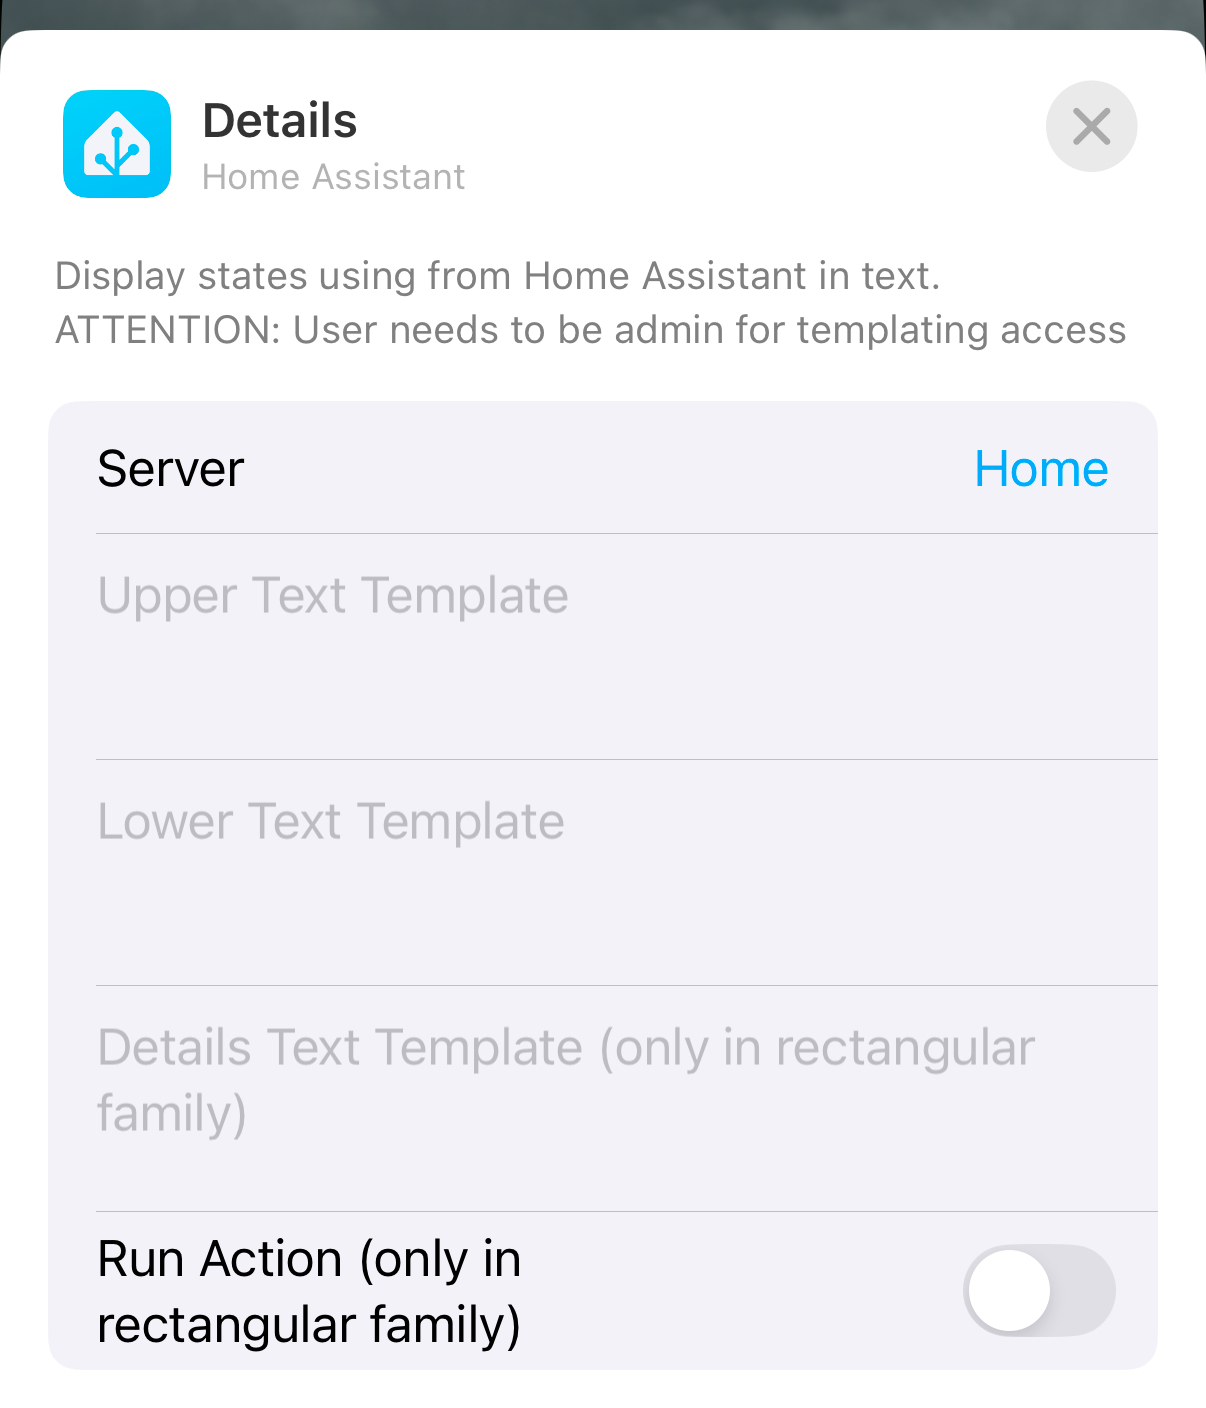 Details
Home Assistant
Display states using from Home Assistant in text.
ATTENTION: User needs to be admin for templating access
Server Home
Upper Text Template
Lower Text Template
Details Text Template (only in rectangular
family)
Run Action (only in
rectangular family)